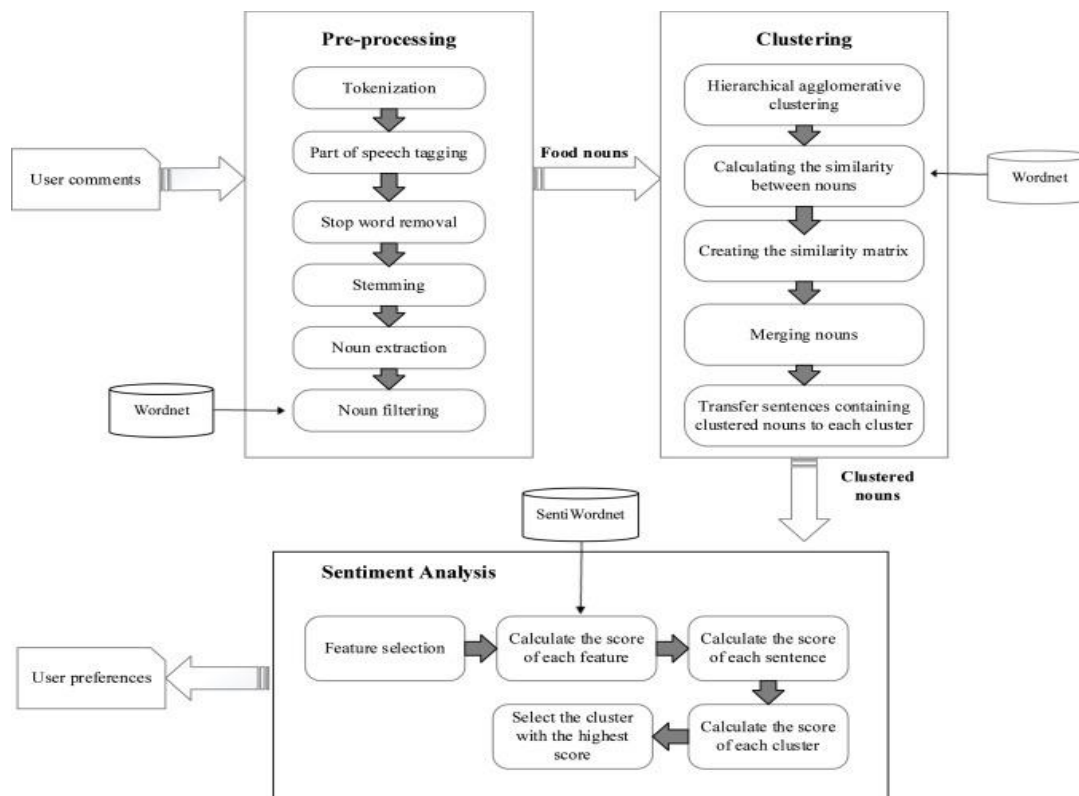 Pre-processing
Tokenization
Part of speech tagging
Stop word removal
Stemming
Noun extraction
Noun filtering
User comments
Wordnet
Food nouns
Clustering
Hierarchical agglomerative
clustering
Calculating the similarity
between nouns
Creating the similarity matrix
Merging nouns
Transfer sentences containing
clustered nouns to each cluster
Wordnet
Clustered
nouns
SentiWordnet
Sentiment Analysis
Feature selection
Calculate the score
of each feature
Calculate the score
of each sentence
Calculate the score
of each cluster
Select the cluster
with the highest
score
User preferences